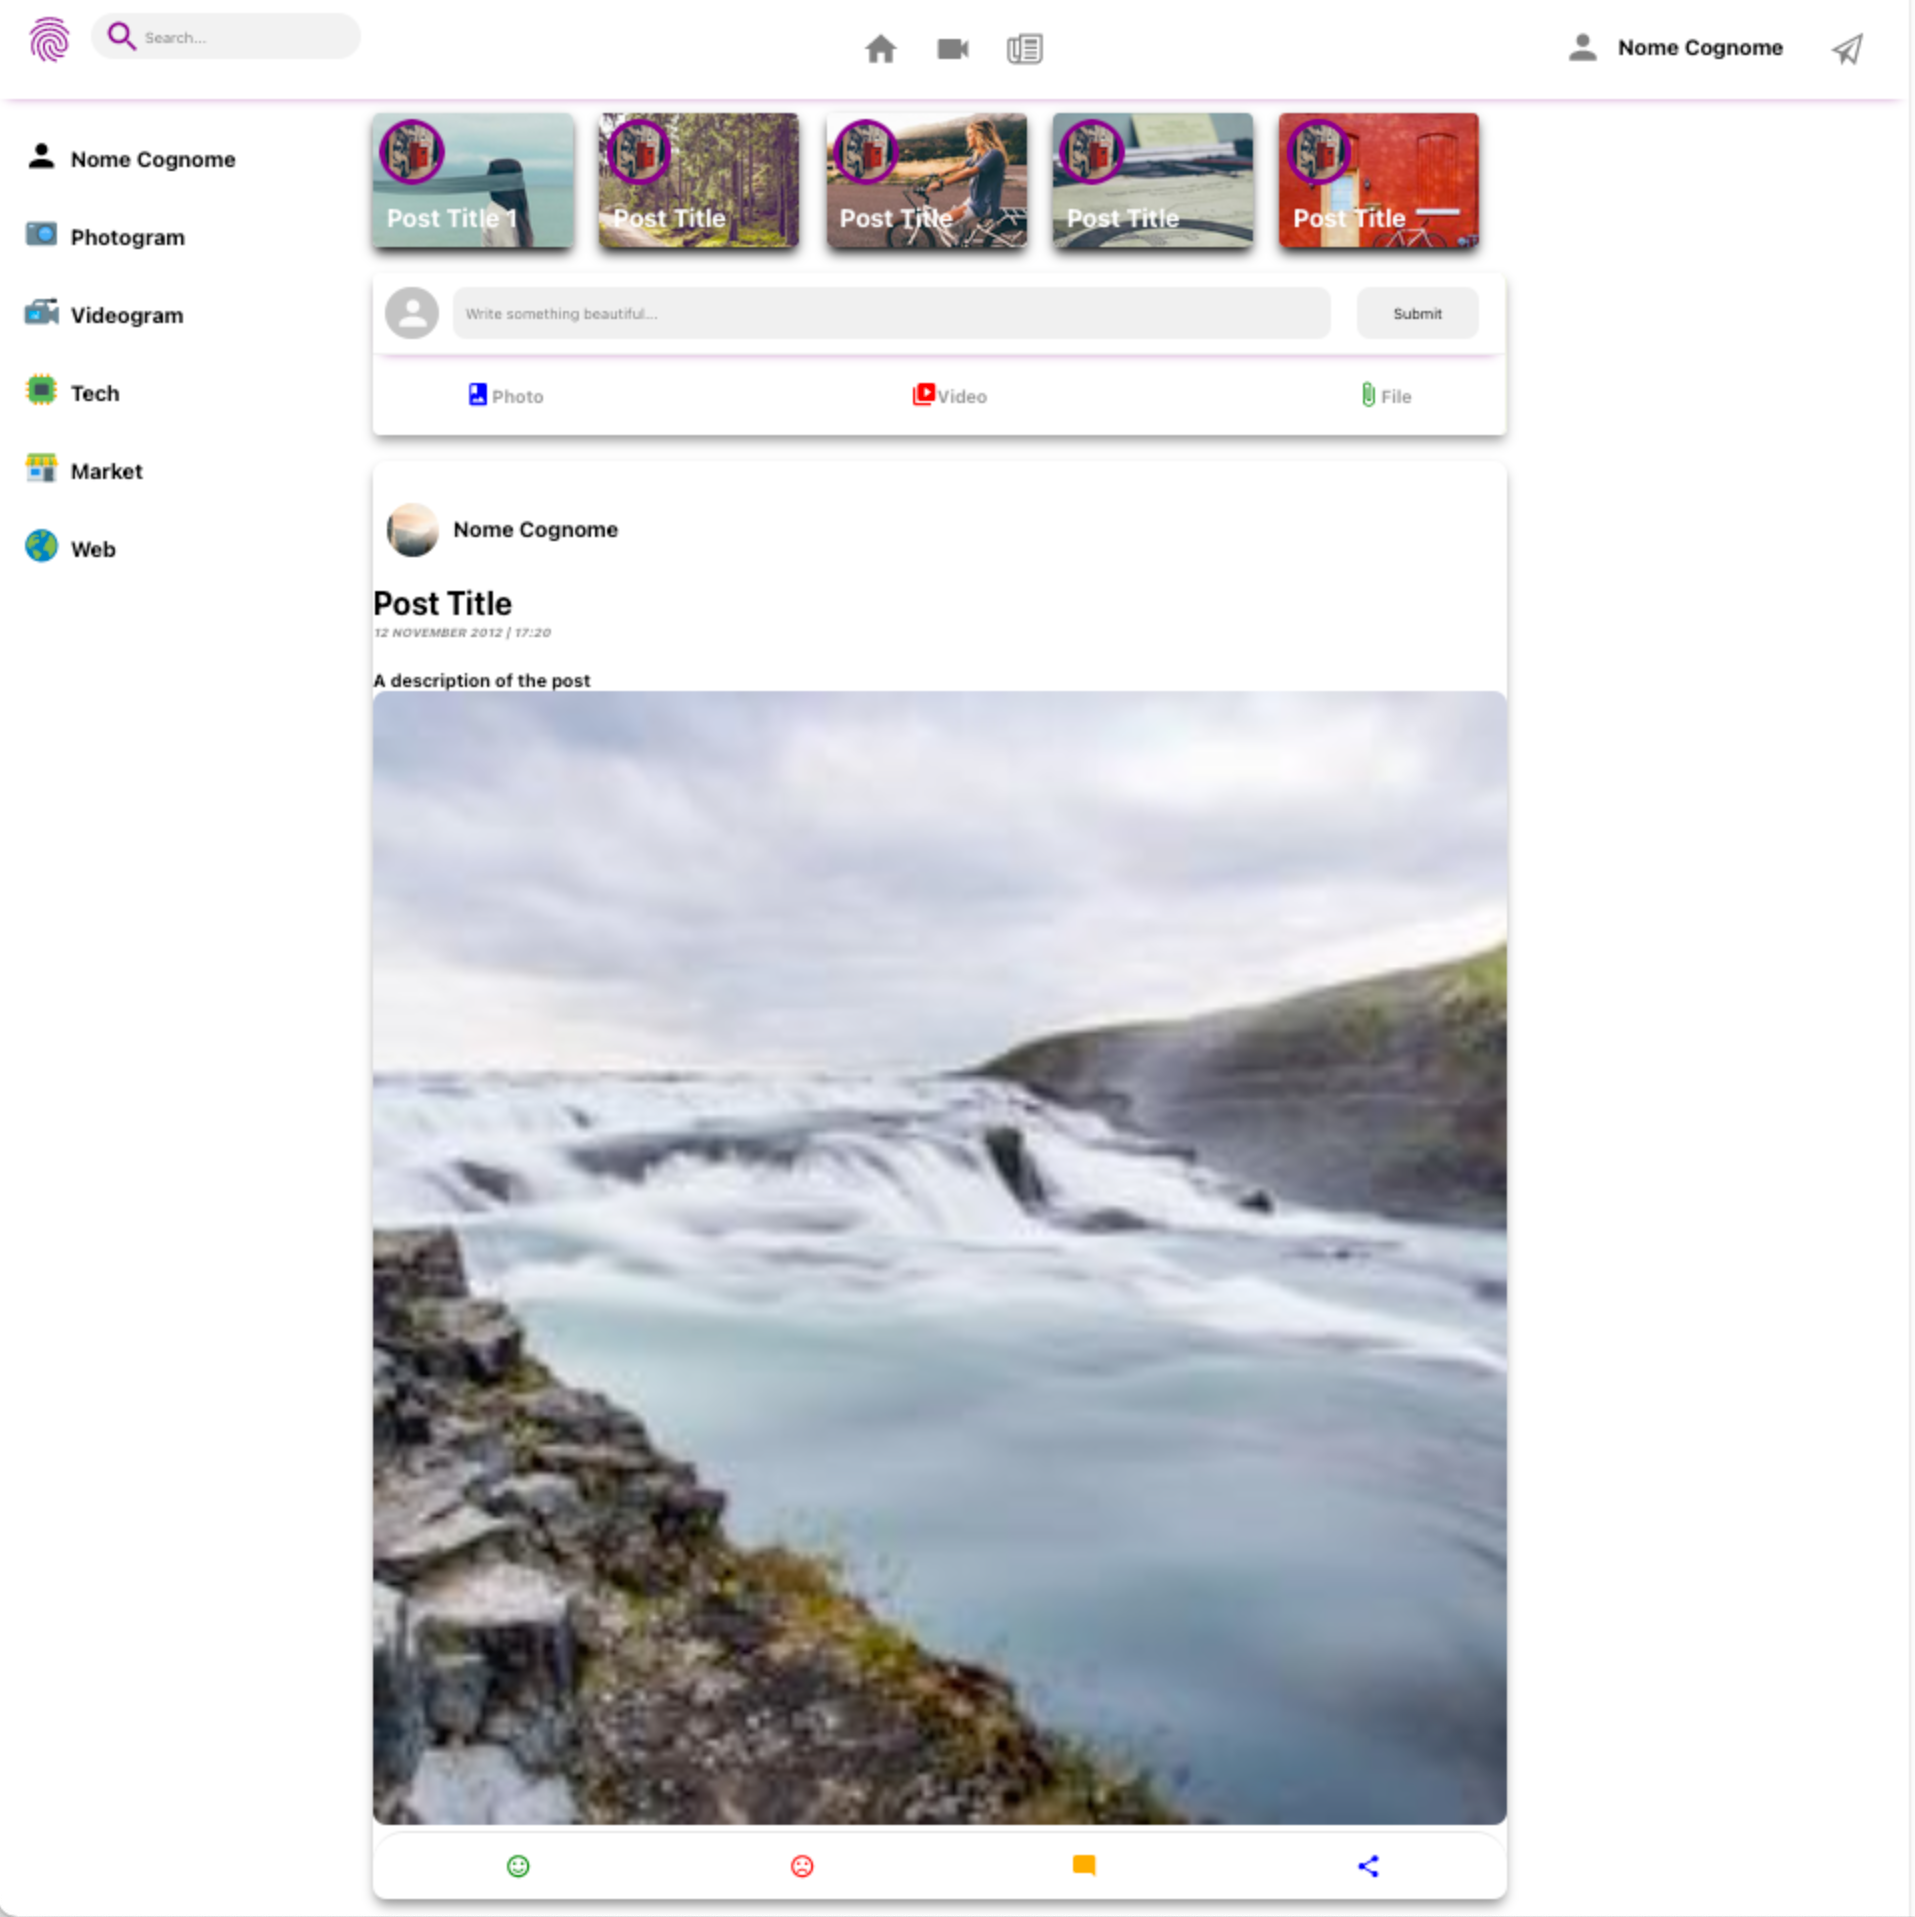 Search...
Nome Cognome
Nome Cognome
Photogram
Videogram
Tech
Market
Web
Post Title 1
Post Title
Post Title
Post Title
Post Title
Write something beautiful...
Submit
Photo
Video
File
Nome Cognome
Post Title
12 NOVEMBER 2012 | 17:20
A description of the post